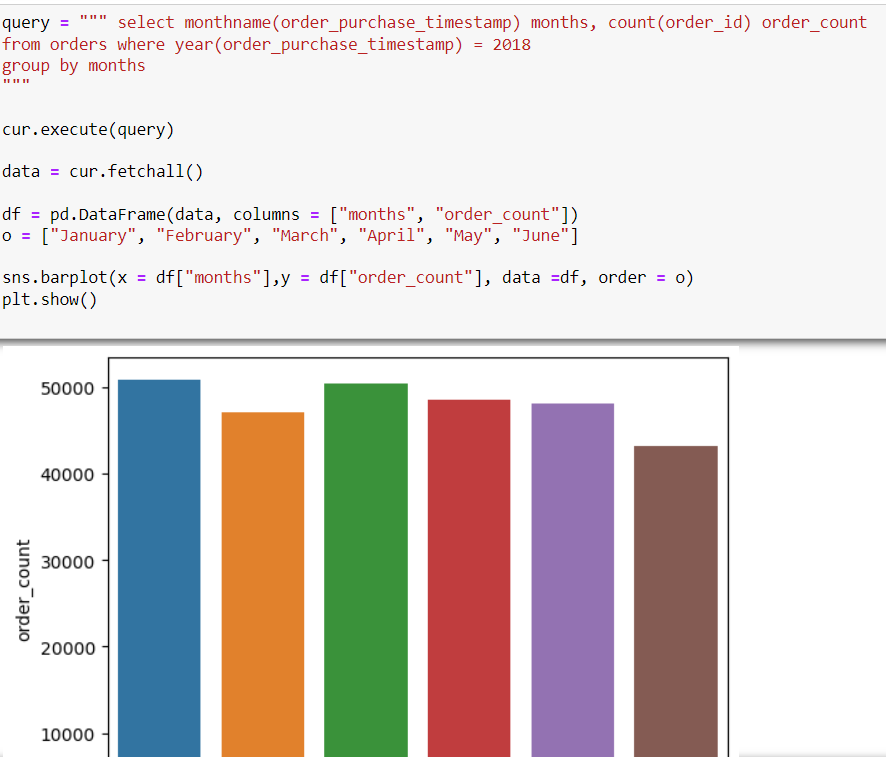 query = """ select monthname(order_purchase_timestamp) months, count(order_id) order_count
from orders where year(order_purchase_timestamp) = 2018
group by months
"""
cur.execute(query)
data = cur.fetchall()
df = pd.DataFrame(data, columns = ["months", "order_count"])
o = ["January", "February", "March", "April", "May", "June"]
sns.barplot(x = df["months"],y = df["order_count"], data =df, order = o)
plt.show()
50000
40000
30000
20000
10000
order_count